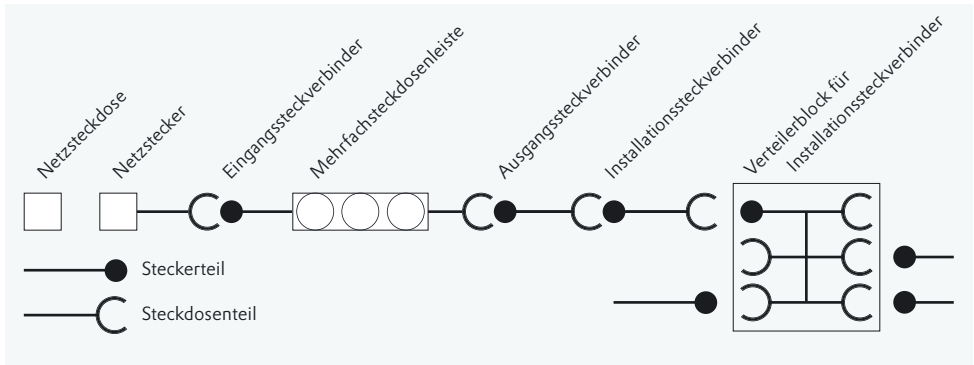 Netzsteckdose
Netzstecker
Eingangssteckverbinder
Mehrfachsteckdosenleiste
Ausgangssteckverbinder
Installationssteckverbinder
Verteilerblock für
Installationssteckverbinder
Steckerteil
Steckdosenteil